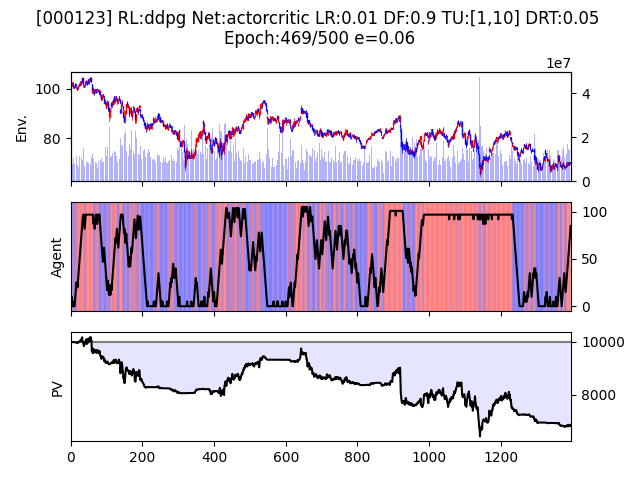 [000123] RL:ddpg Net:actorcritic LR:0.01 DF:0.9 TU:[1,10] DRT:0.05
Epoch:469/500 e=0.06
1e7
Env.
100
80
4
2
0
Agent
100
50
0
PV
10000
8000
0 200 400 600 800 1000 1200